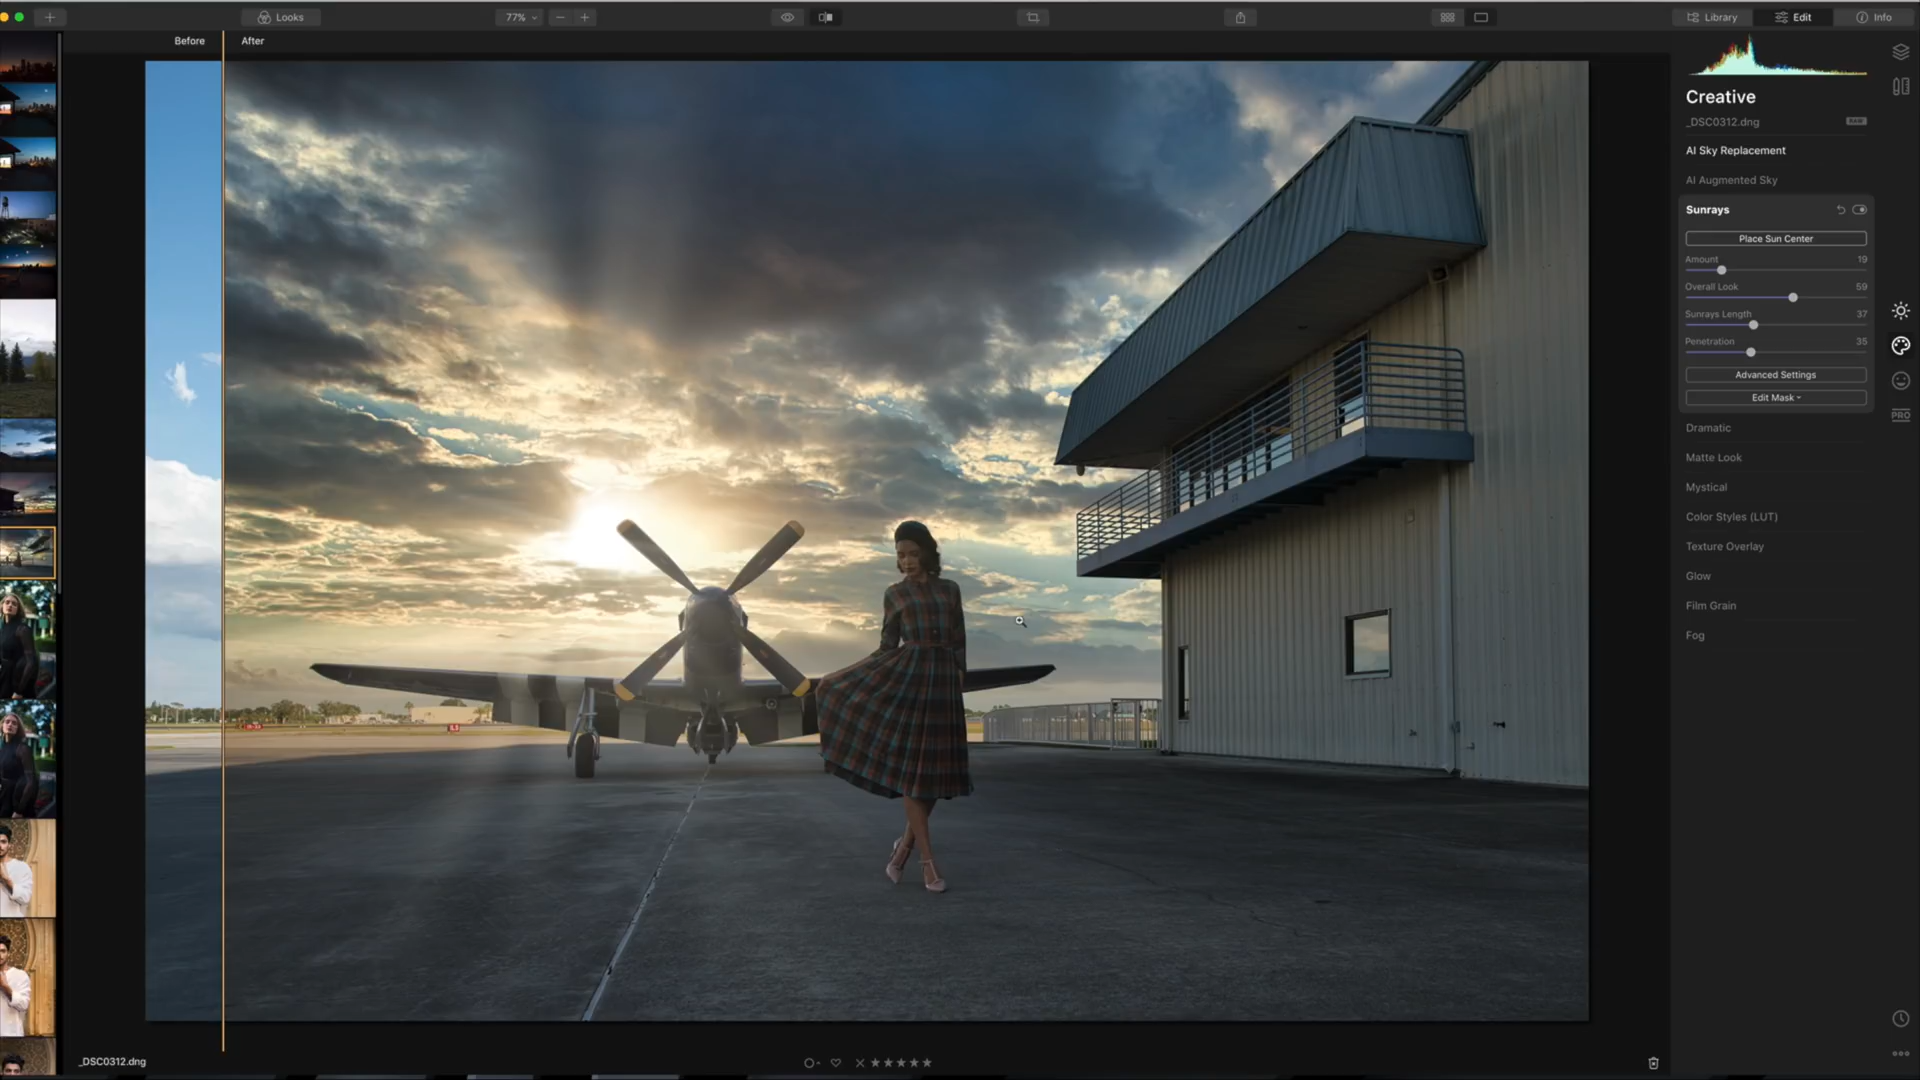 Looks
77%
Library
Edit
Info
Before
After
Creative
_DSC0312.dng
RAW
AI Sky Replacement
AI Augmented Sky
Sunrays
Place Sun Center
Amount 19
Overall Look 59
Sunrays Length 37
Penetration 35
Advanced Settings
Edit Mask
PRO
Dramatic
Matte Look
Mystical
Color Styles (LUT)
Texture Overlay
Glow
Film Grain
Fog
_DSC0312.dng